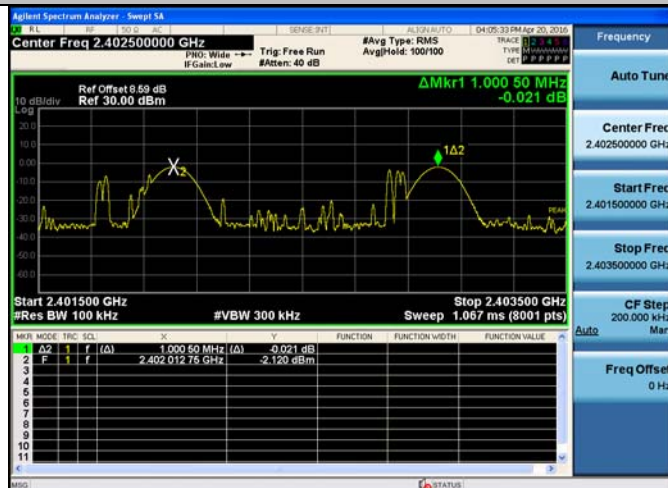 Agilent Spectrum Analyzer - Swept SA
RL RF 50 Ω AC SENSE:INT ALIGNAUTO 04:05:33 PM Apr 20, 2016
Center Freq 2.402500000 GHz
PNO: Wide
IFGain:Low
Trig: Free Run
#Atten: 40 dB
#Avg Type: RMS
Avg|Hold: 100/100
TRACE 1 2 3 4 5 6
TYPE MWWWWW
DET P P P P P P
Ref Offset 8.59 dB
10 dB/div Ref 30.00 dBm
Log
ΔMkr1 1.000 50 MHz
-0.021 dB
20.0
10.0
0.00
-10.0
-20.0
-30.0
-40.0
-50.0
-60.0
X2
1Δ2
PEAK
Start 2.401500 GHz Stop 2.403500 GHz
#Res BW 100 kHz #VBW 300 kHz Sweep 1.067 ms (8001 pts)
MKR MODE TRC SCL X Y FUNCTION FUNCTION WIDTH FUNCTION VALUE
1 Δ2 1 f (Δ) 1.000 50 MHz (Δ) -0.021 dB
2 F 1 f 2.402 012 75 GHz -2.120 dBm
3
4
5
6
7
8
9
10
11
MSG STATUS
Frequency
Auto Tune
Center Freq
2.402500000 GHz
Start Freq
2.401500000 GHz
Stop Freq
2.403500000 GHz
CF Step
200.000 kHz
Auto Man
Freq Offset
0 Hz